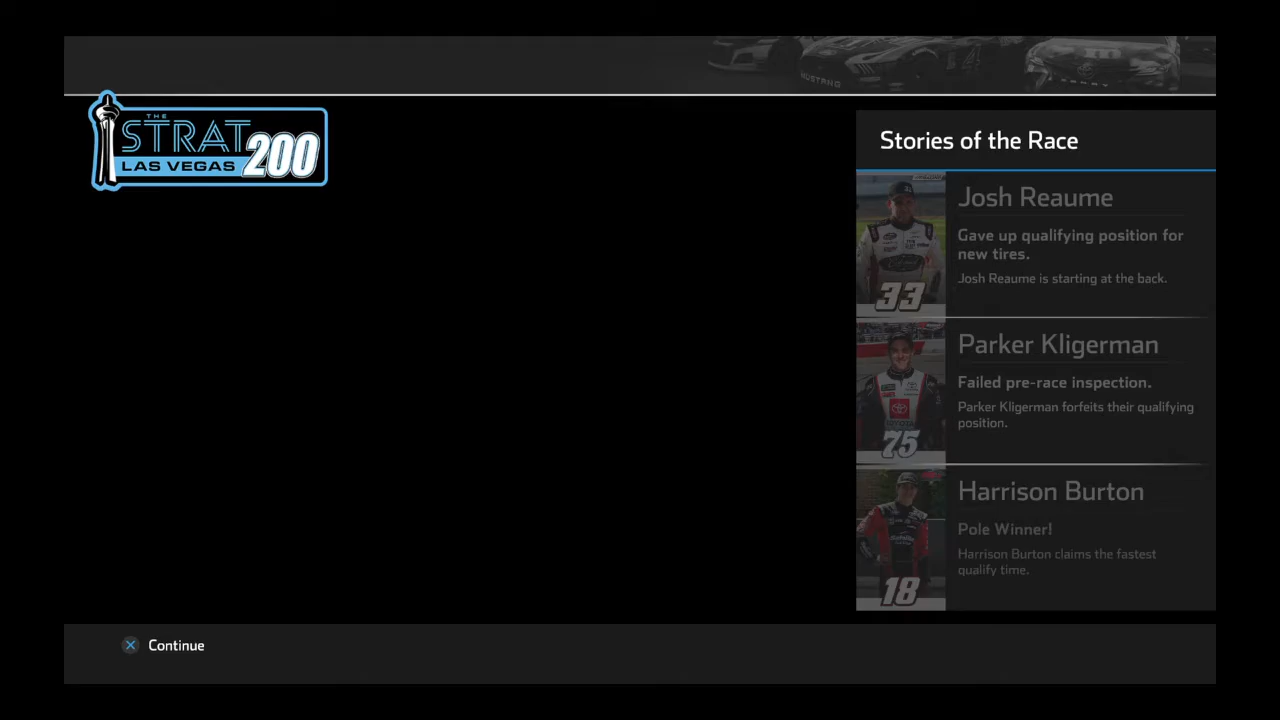 MUSTANG
14
THE
STRAT
LAS VEGAS 200
Stories of the Race
Josh Reaume
Gave up qualifying position for
new tires.
Josh Reaume is starting at the back.
33
Parker Kligerman
Failed pre-race inspection.
Parker Kligerman forfeits their qualifying
position.
75
Harrison Burton
Pole Winner!
Harrison Burton claims the fastest
qualify time.
18
Continue